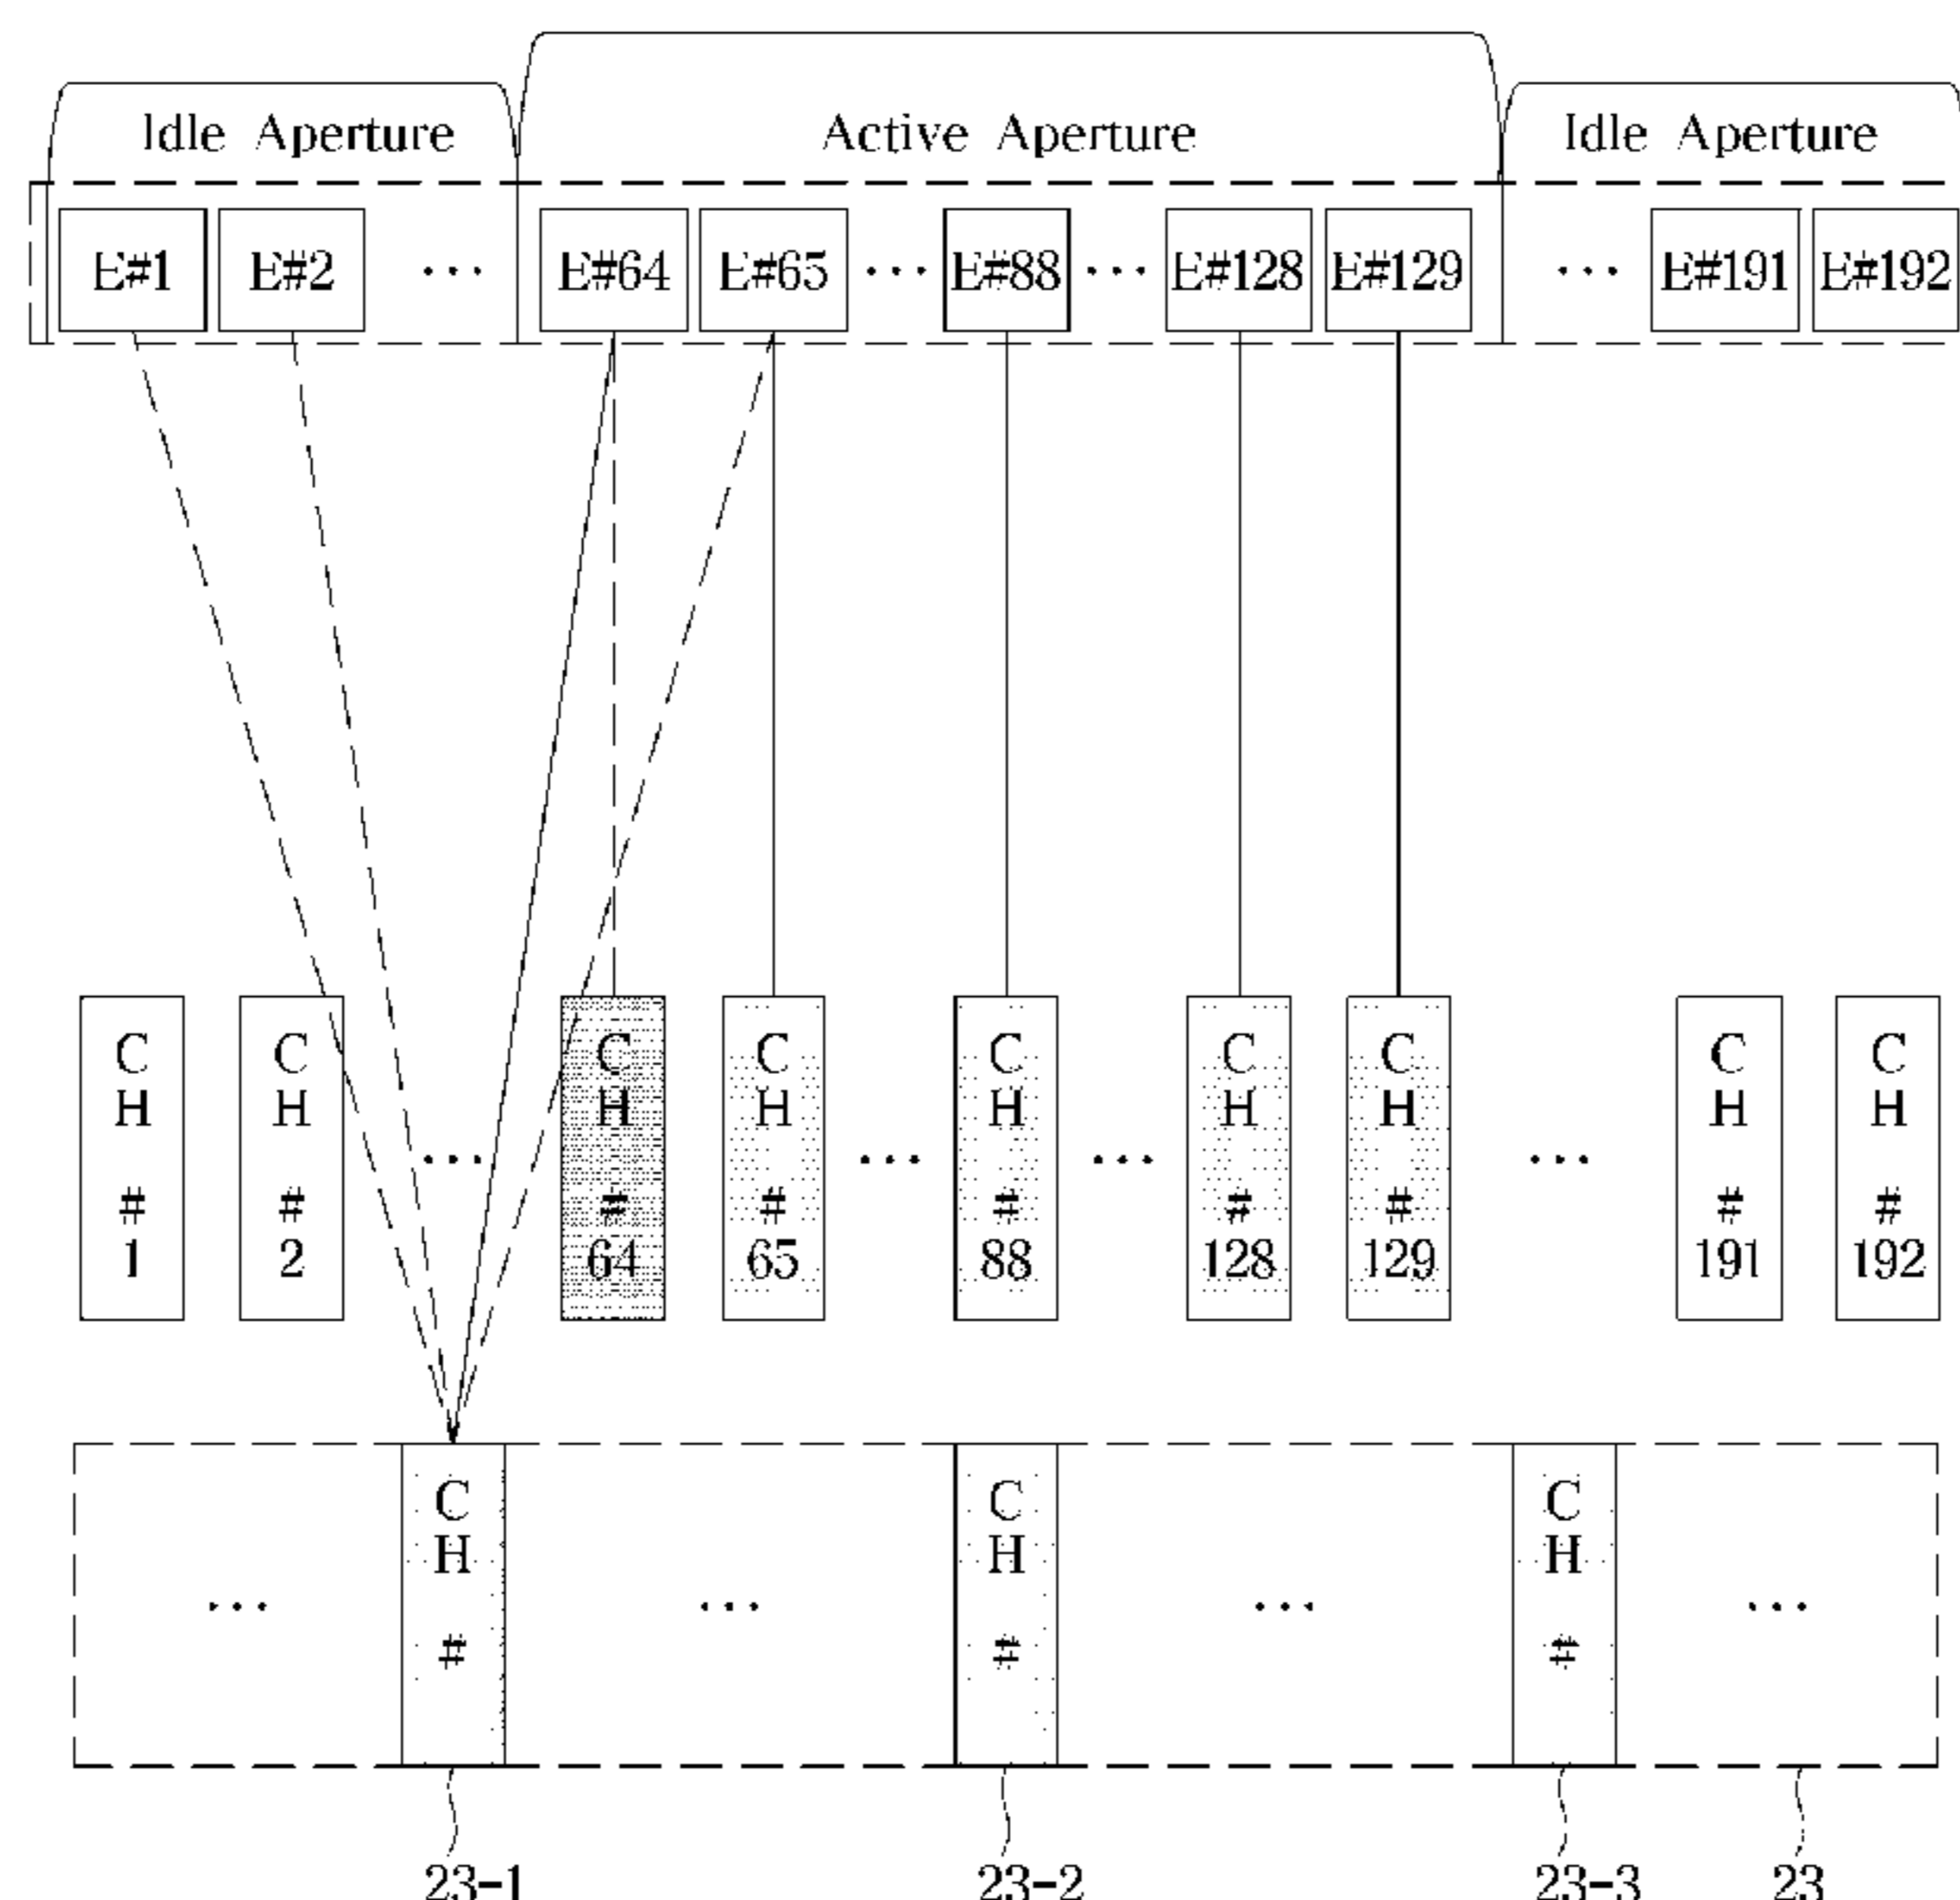 Idle Aperture Active Aperture Idle Aperture
E#1 E#2 ... E#64 E#65 ... E#88 ... E#128 E#129 ... E#191 E#192
CH #1 CH #2 ... CH #64 CH #65 ... CH #88 ... CH #128 CH #129 ... CH #191 CH #192
... CH # ... CH # ... CH # ...
23-1 23-2 23-3 23